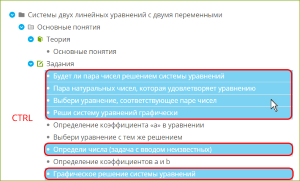 Системы двух линейных уравнений с двумя переменными
Основные понятия
Теория
Основные понятия
Задания
Будет ли пара чисел решением системы уравнений
Пара натуральных чисел, которая удовлетворяет уравнению
Выбери уравнение, соответствующее паре чисел
Реши систему уравнений графически
CTRL
Определение коэффициента «a» в уравнении
Выбери уравнение с тем же решением
Определи числа (задача с вводом неизвестных)
Определение коэффициентов a и b
Графическое решение системы уравнений